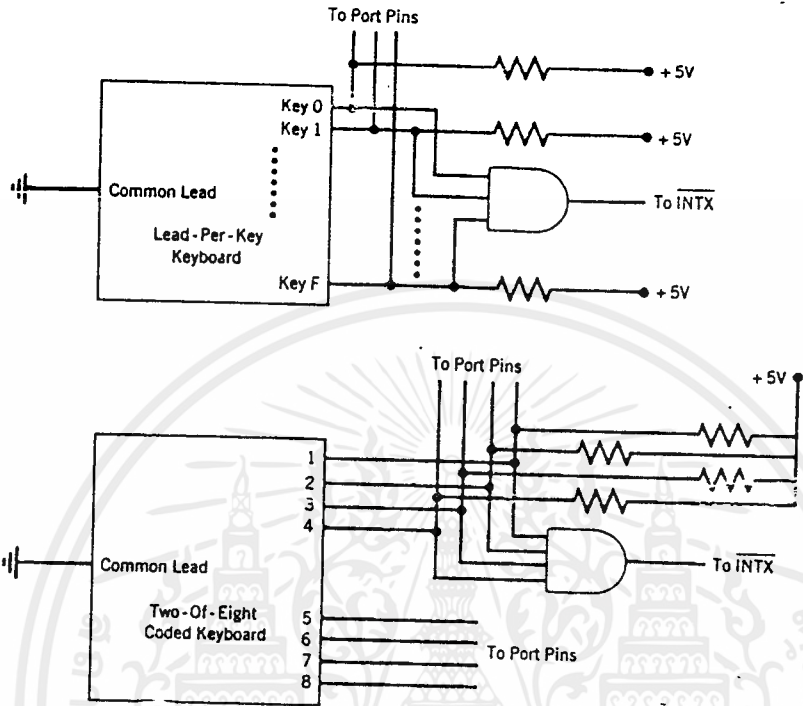 To Port Pins
+ 5V
Key 0
Key 1
+ 5V
Common Lead
To INTX
Lead-Per-Key
Keyboard
Key F
+ 5V
To Port Pins
+ 5V
1
2
3
4
Common Lead
To INTX
Two-Of-Eight
Coded Keyboard
5
6
7
8
To Port Pins